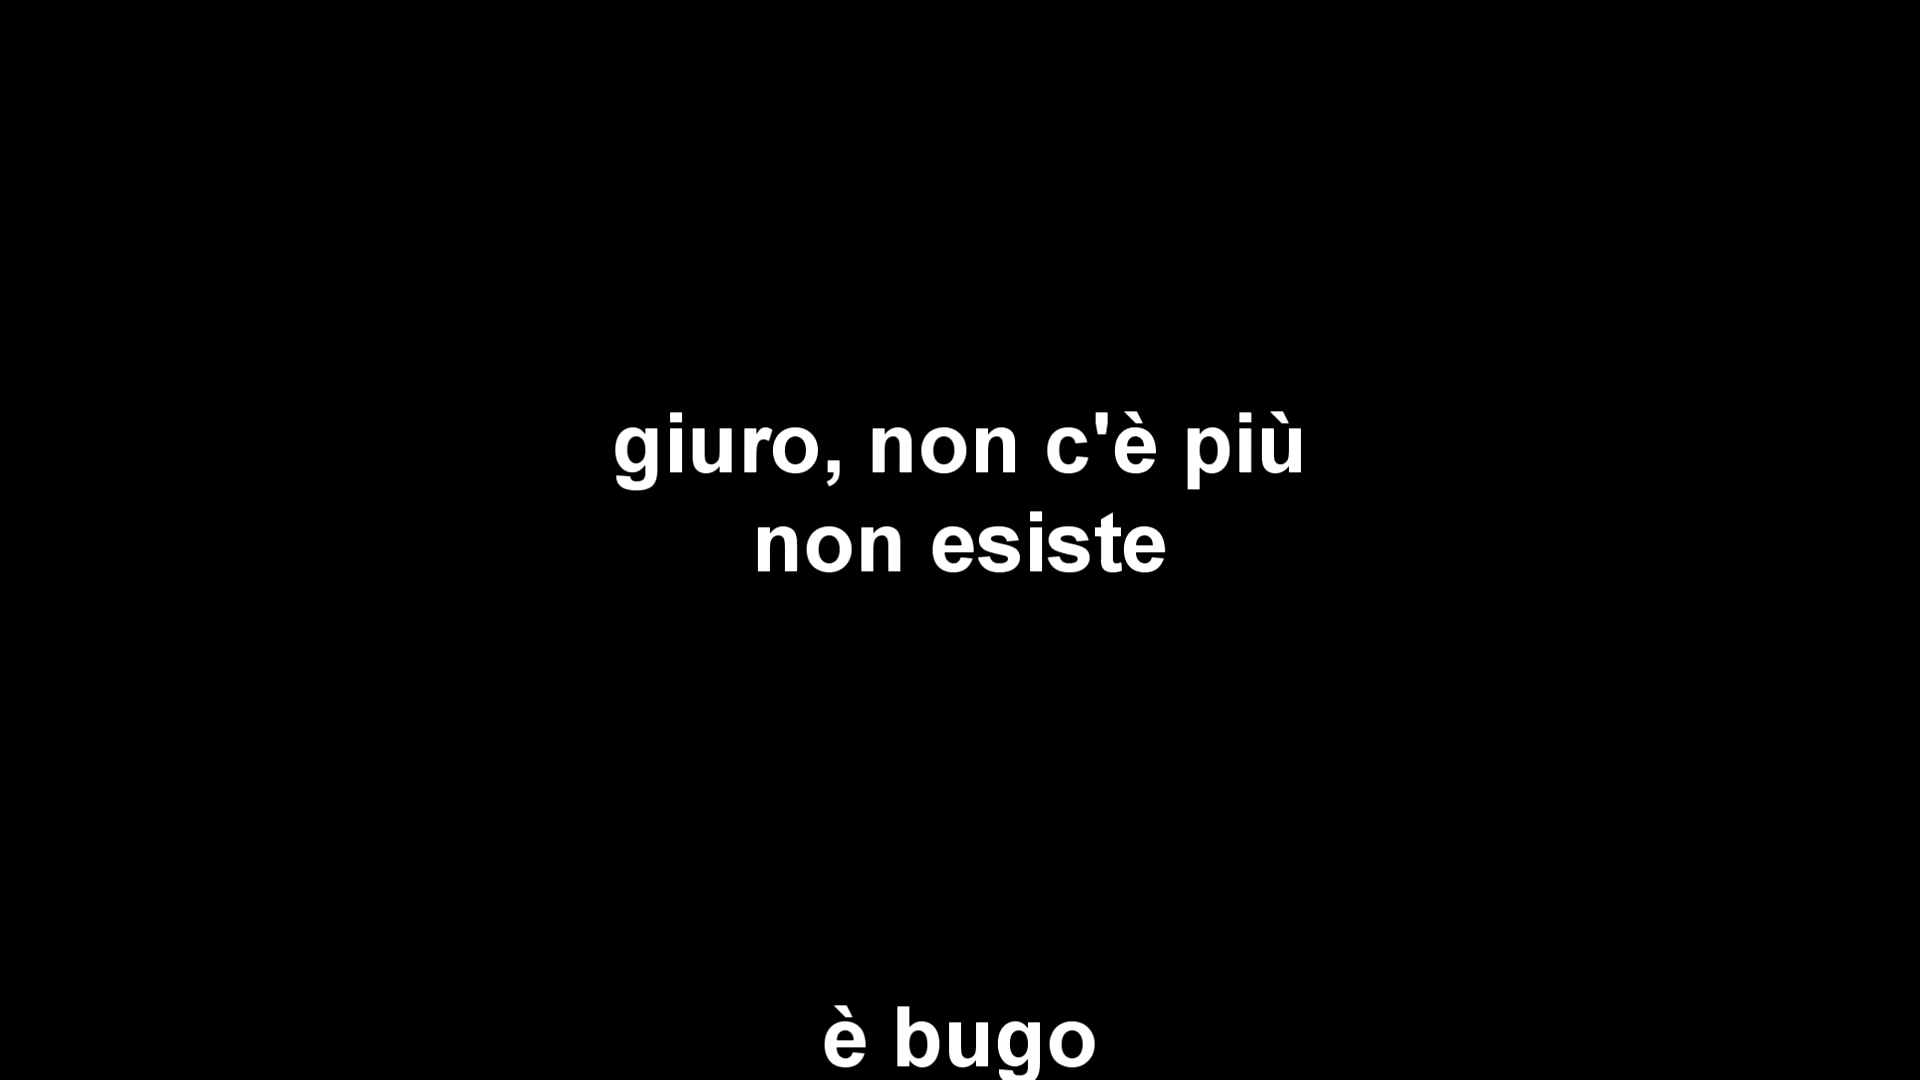 giuro, non c'è più
non esiste
è bugo